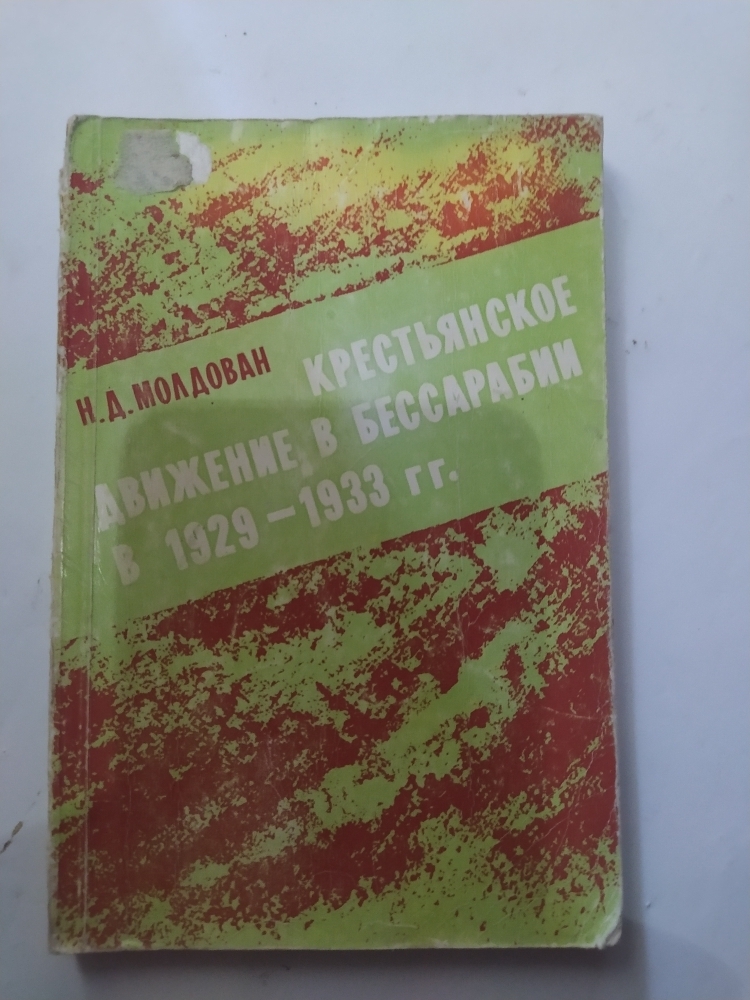 Н.Д.МОЛДОВАН
КРЕСТЬЯНСКОЕ
ДВИЖЕНИЕ В БЕССАРАБИИ
В 1929–1933 ГГ.